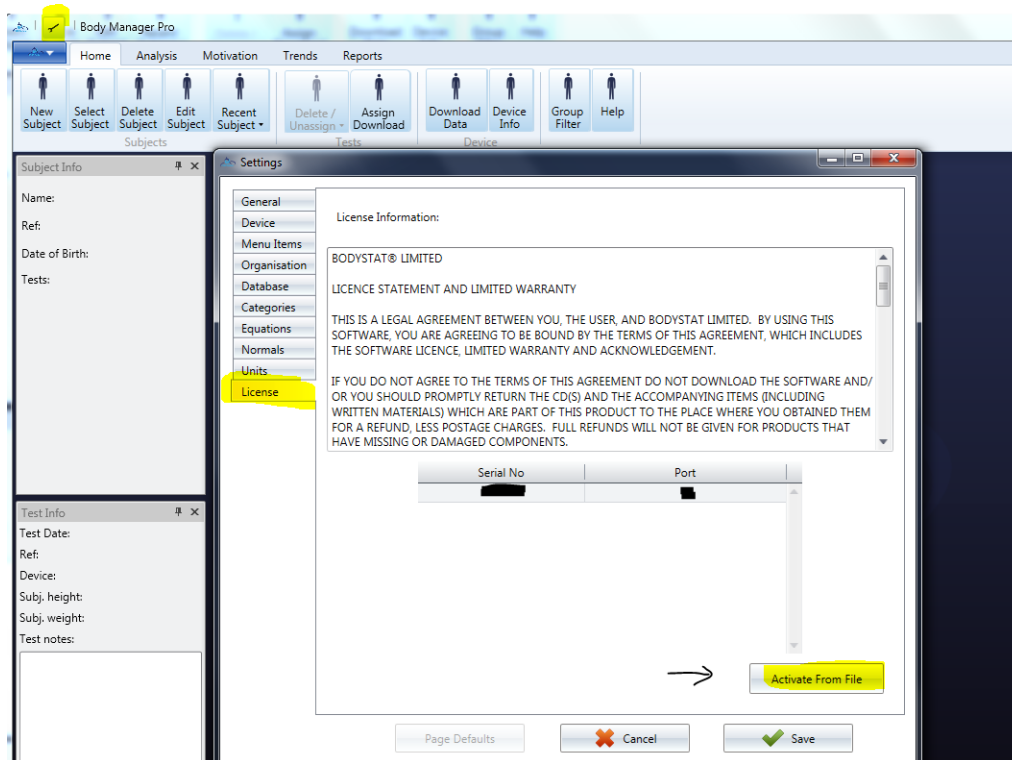 Body Manager Pro
Home Analysis Motivation Trends Reports
New Subject
Select Subject
Delete Subject
Edit Subject
Recent Subject
Delete / Unassign
Assign Download
Download Data
Device Info
Group Filter
Help
Subjects Tests Device
Subject Info
Name:
Ref:
Date of Birth:
Tests:
Test Info
Test Date:
Ref:
Device:
Subj. height:
Subj. weight:
Test notes:
Settings
General
Device
Menu Items
Organisation
Database
Categories
Equations
Normals
Units
License
License Information:
BODYSTAT® LIMITED
LICENCE STATEMENT AND LIMITED WARRANTY
THIS IS A LEGAL AGREEMENT BETWEEN YOU, THE USER, AND BODYSTAT LIMITED. BY USING THIS
SOFTWARE, YOU ARE AGREEING TO BE BOUND BY THE TERMS OF THIS AGREEMENT, WHICH INCLUDES
THE SOFTWARE LICENCE, LIMITED WARRANTY AND ACKNOWLEDGEMENT.
IF YOU DO NOT AGREE TO THE TERMS OF THIS AGREEMENT DO NOT DOWNLOAD THE SOFTWARE AND/
OR YOU SHOULD PROMPTLY RETURN THE CD(S) AND THE ACCOMPANYING ITEMS (INCLUDING
WRITTEN MATERIALS) WHICH ARE PART OF THIS PRODUCT TO THE PLACE WHERE YOU OBTAINED THEM
FOR A REFUND, LESS POSTAGE CHARGES. FULL REFUNDS WILL NOT BE GIVEN FOR PRODUCTS THAT
HAVE MISSING OR DAMAGED COMPONENTS.
Serial No Port
Activate From File
Page Defaults Cancel Save